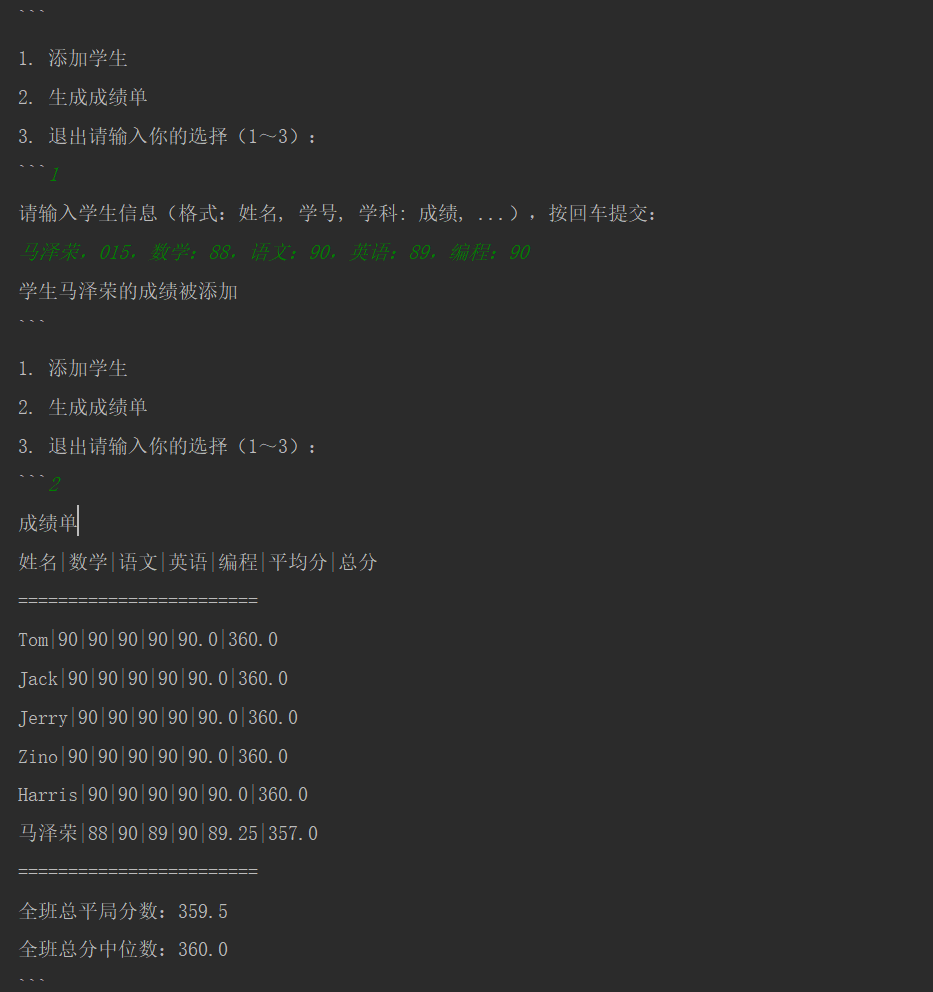 ```
1. 添加学生
2. 生成成绩单
3. 退出请输入你的选择（1～3）：
```1
请输入学生信息（格式：姓名, 学号, 学科: 成绩, ...），按回车提交：
马泽荣，015，数学：88，语文：90，英语：89，编程：90
学生马泽荣的成绩被添加
```
1. 添加学生
2. 生成成绩单
3. 退出请输入你的选择（1～3）：
```2
成绩单
姓名|数学|语文|英语|编程|平均分|总分
========================
Tom|90|90|90|90|90.0|360.0
Jack|90|90|90|90|90.0|360.0
Jerry|90|90|90|90|90.0|360.0
Zino|90|90|90|90|90.0|360.0
Harris|90|90|90|90|90.0|360.0
马泽荣|88|90|89|90|89.25|357.0
========================
全班总平局分数：359.5
全班总分中位数：360.0
```